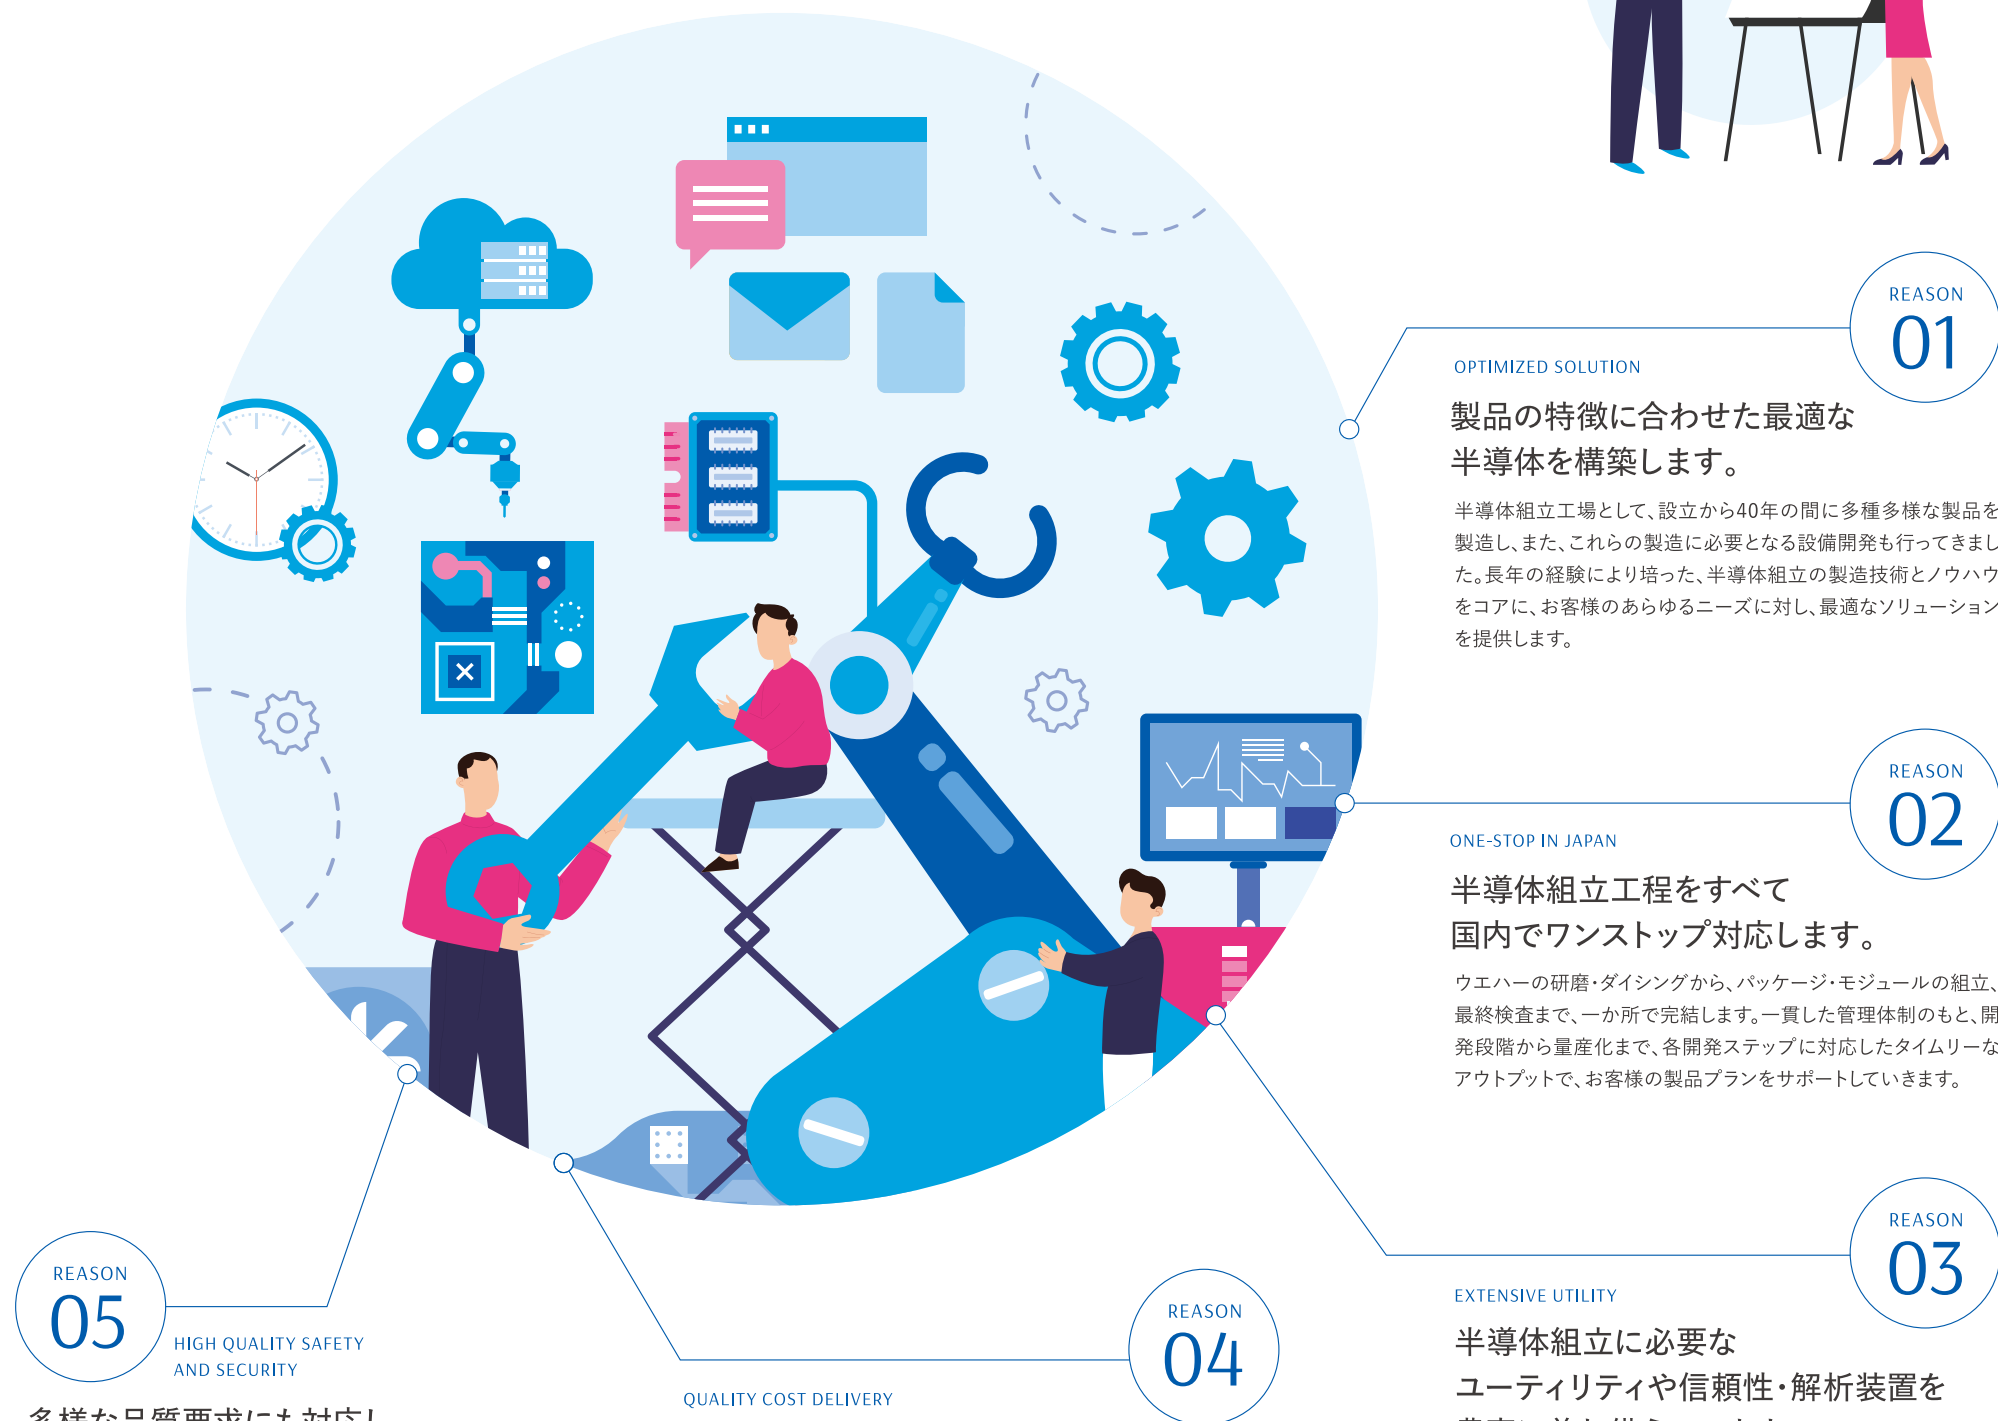 REASON
01
OPTIMIZED SOLUTION
製品の特徴に合わせた最適な
半導体を構築します。
半導体組立工場として、設立から40年の間に多種多様な製品を
製造し、また、これらの製造に必要となる設備開発も行ってきまし
た。長年の経験により培った、半導体組立の製造技術とノウハウ
をコアに、お客様のあらゆるニーズに対し、最適なソリューション
を提供します。
REASON
02
ONE-STOP IN JAPAN
半導体組立工程をすべて
国内でワンストップ対応します。
ウエハーの研磨・ダイシングから、パッケージ・モジュールの組立、
最終検査まで、一か所で完結します。一貫した管理体制のもと、開
発段階から量産化まで、各開発ステップに対応したタイムリーな
アウトプットで、お客様の製品プランをサポートしていきます。
REASON
03
EXTENSIVE UTILITY
半導体組立に必要な
ユーティリティや信頼性・解析装置を
REASON
04
QUALITY COST DELIVERY
REASON
05
HIGH QUALITY SAFETY
AND SECURITY
多様な品質要求にも対応し